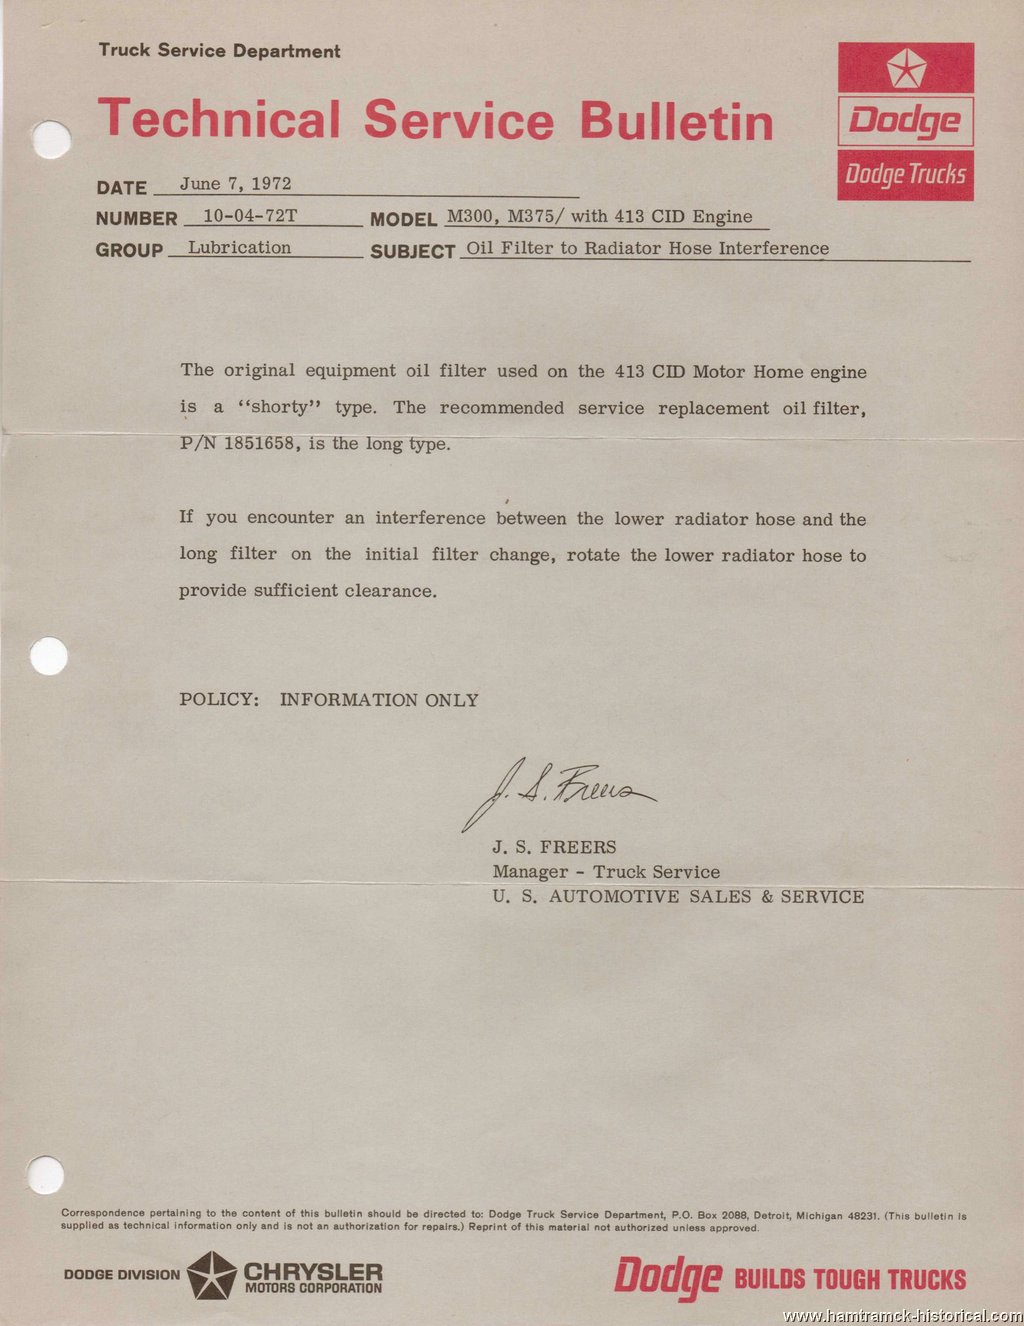 Truck Service Department
Technical Service Bulletin
Dodge
Dodge Trucks
DATE June 7, 1972
NUMBER 10-04-72T MODEL M300, M375/ with 413 CID Engine
GROUP Lubrication SUBJECT Oil Filter to Radiator Hose Interference
The original equipment oil filter used on the 413 CID Motor Home engine
is a “shorty” type. The recommended service replacement oil filter,
P/N 1851658, is the long type.
If you encounter an interference between the lower radiator hose and the
long filter on the initial filter change, rotate the lower radiator hose to
provide sufficient clearance.
POLICY: INFORMATION ONLY
J. S. Freers
J. S. FREERS
Manager - Truck Service
U. S. AUTOMOTIVE SALES & SERVICE
Correspondence pertaining to the content of this bulletin should be directed to: Dodge Truck Service Department, P.O. Box 2088, Detroit, Michigan 48231. (This bulletin is
supplied as technical information only and is not an authorization for repairs.) Reprint of this material not authorized unless approved.
DODGE DIVISION CHRYSLER
MOTORS CORPORATION
Dodge BUILDS TOUGH TRUCKS
www.hamtramck-historical.com